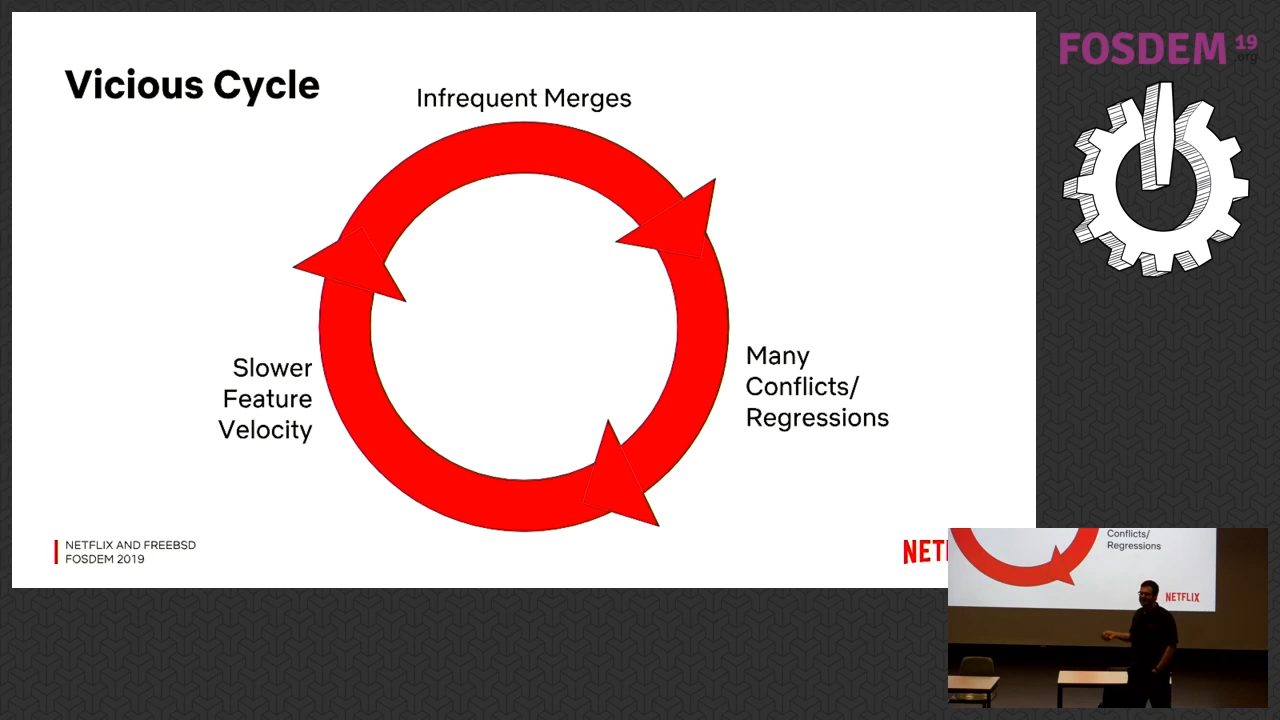 Vicious Cycle
Infrequent Merges
Many
Conflicts/
Regressions
Slower
Feature
Velocity
NETFLIX AND FREEBSD
FOSDEM 2019
FOSDEM 19
.org
Conflicts/
Regressions
NETFLIX